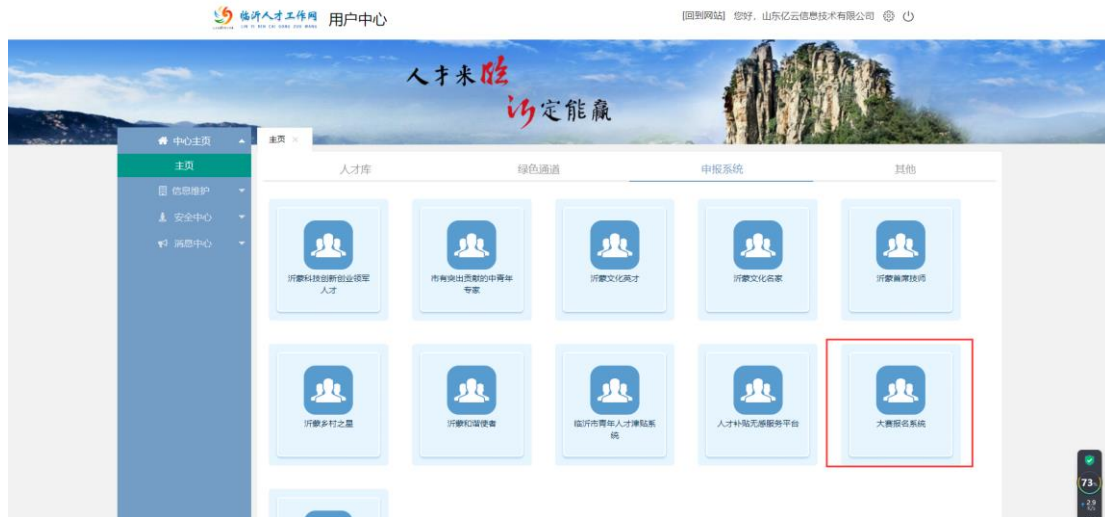 临沂人才工作网
用户中心
[回到网站] 您好，山东亿云信息技术有限公司
人才来临
沂定能赢
中心主页
主页
主页
信息维护
安全中心
消息中心
人才库
绿色通道
申报系统
其他
沂蒙科技创新创业领军
人才
市有突出贡献的中青年
专家
沂蒙文化英才
沂蒙文化名家
沂蒙首席技师
沂蒙乡村之星
沂蒙和谐使者
临沂市青年人才津贴系
统
人才补贴无感服务平台
大赛报名系统
73%
2.9